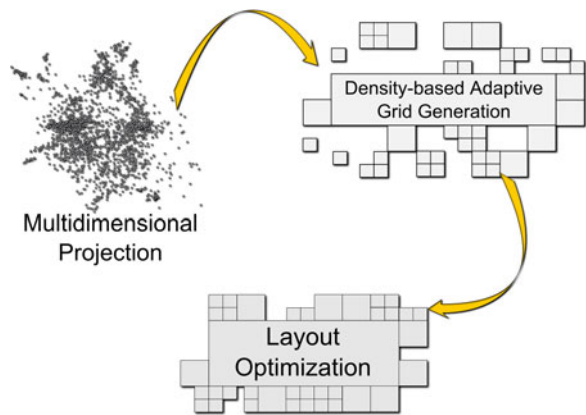 Density-based Adaptive
Grid Generation
Multidimensional
Projection
Layout
Optimization